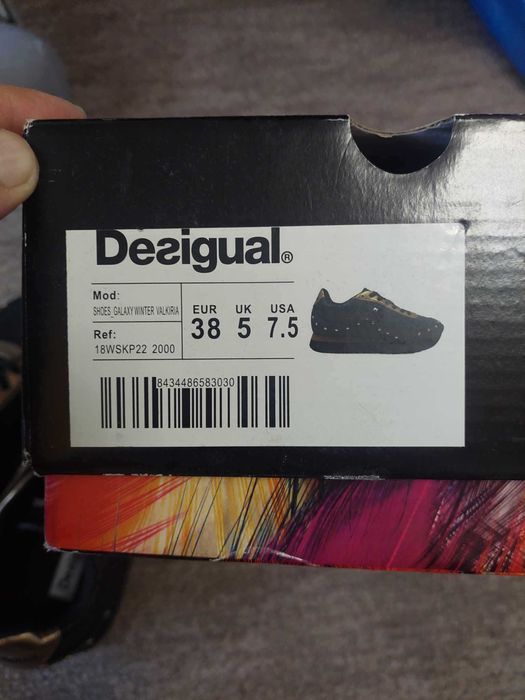 Desigual®
Mod:
SHOES_GALAXY WINTER VALKIRIA
Ref:
18WSKP22 2000
EUR UK USA
38 5 7.5
8434486583030